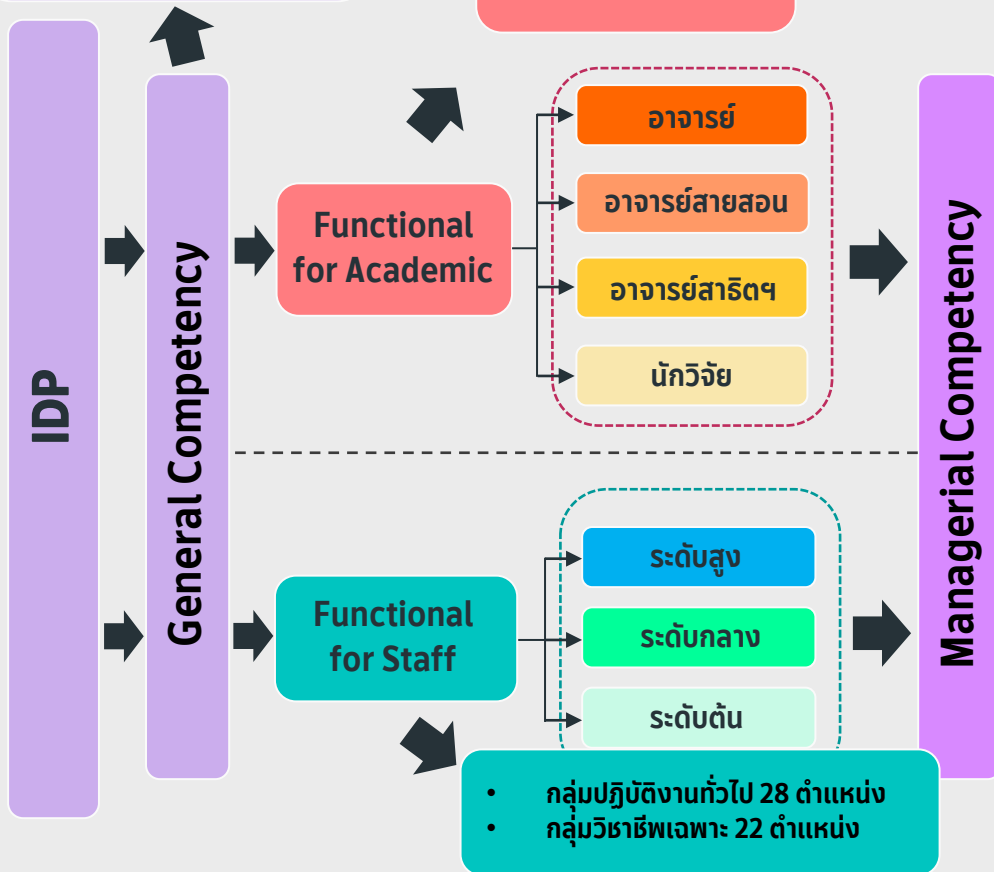 IDP
General Competency
Functional
for Academic
อาจารย์
อาจารย์สายสอน
อาจารย์สาธิตฯ
นักวิจัย
Functional
for Staff
ระดับสูง
ระดับกลาง
ระดับต้น
• กลุ่มปฏิบัติงานทั่วไป 28 ตำแหน่ง
• กลุ่มวิชาชีพเฉพาะ 22 ตำแหน่ง
Managerial Competency